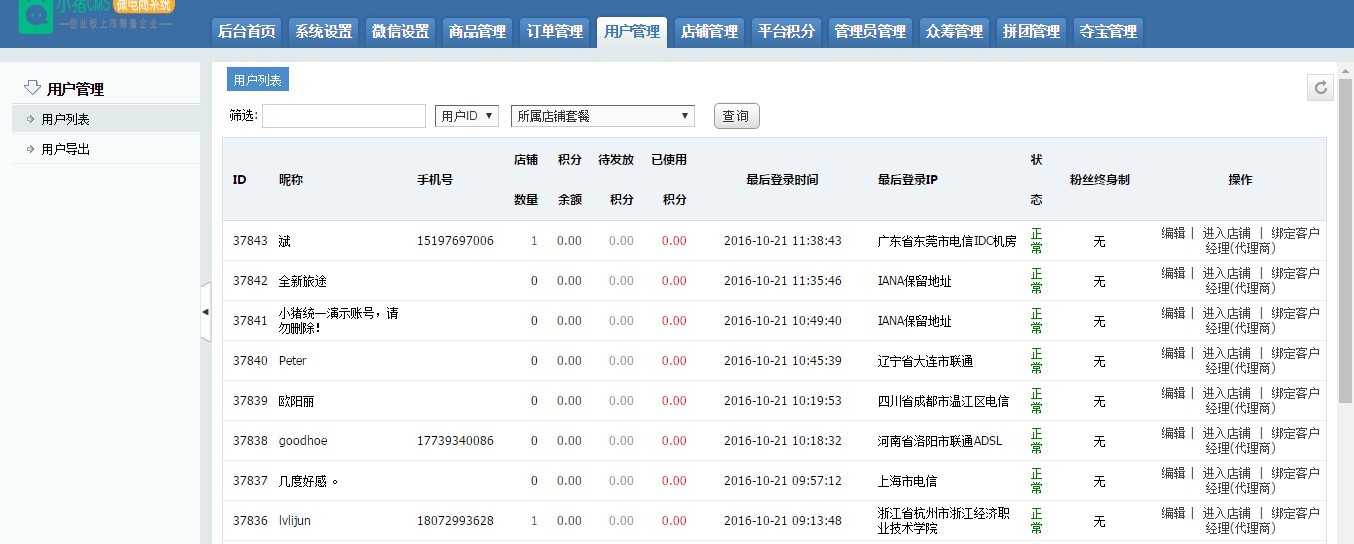 小猪CMS 微电商系统
创业板上市筹备企业
后台首页 系统设置 微信设置 商品管理 订单管理 用户管理 店铺管理 平台积分 管理员管理 众筹管理 拼团管理 夺宝管理
用户管理
用户列表
用户导出
用户列表
筛选: 用户ID 所属店铺套餐 查询
ID 昵称 手机号 店铺数量 积分余额 待发放积分 已使用积分 最后登录时间 最后登录IP 状态 粉丝终身制 操作
37843 斌 15197697006 1 0.00 0.00 0.00 2016-10-21 11:38:43 广东省东莞市电信IDC机房 正常 无 编辑 | 进入店铺 | 绑定客户经理(代理商)
37842 全新旅途 0 0.00 0.00 0.00 2016-10-21 11:35:46 IANA保留地址 正常 无 编辑 | 进入店铺 | 绑定客户经理(代理商)
37841 小猪统一演示账号，请勿删除! 0 0.00 0.00 0.00 2016-10-21 10:49:40 IANA保留地址 正常 无 编辑 | 进入店铺 | 绑定客户经理(代理商)
37840 Peter 0 0.00 0.00 0.00 2016-10-21 10:45:39 辽宁省大连市联通 正常 无 编辑 | 进入店铺 | 绑定客户经理(代理商)
37839 欧阳丽 0 0.00 0.00 0.00 2016-10-21 10:19:53 四川省成都市温江区电信 正常 无 编辑 | 进入店铺 | 绑定客户经理(代理商)
37838 goodhoe 17739340086 0 0.00 0.00 0.00 2016-10-21 10:18:32 河南省洛阳市联通ADSL 正常 无 编辑 | 进入店铺 | 绑定客户经理(代理商)
37837 几度好感 。 0 0.00 0.00 0.00 2016-10-21 09:57:12 上海市电信 正常 无 编辑 | 进入店铺 | 绑定客户经理(代理商)
37836 lvlijun 18072993628 1 0.00 0.00 0.00 2016-10-21 09:13:48 浙江省杭州市浙江经济职业技术学院 正常 无 编辑 | 进入店铺 | 绑定客户经理(代理商)